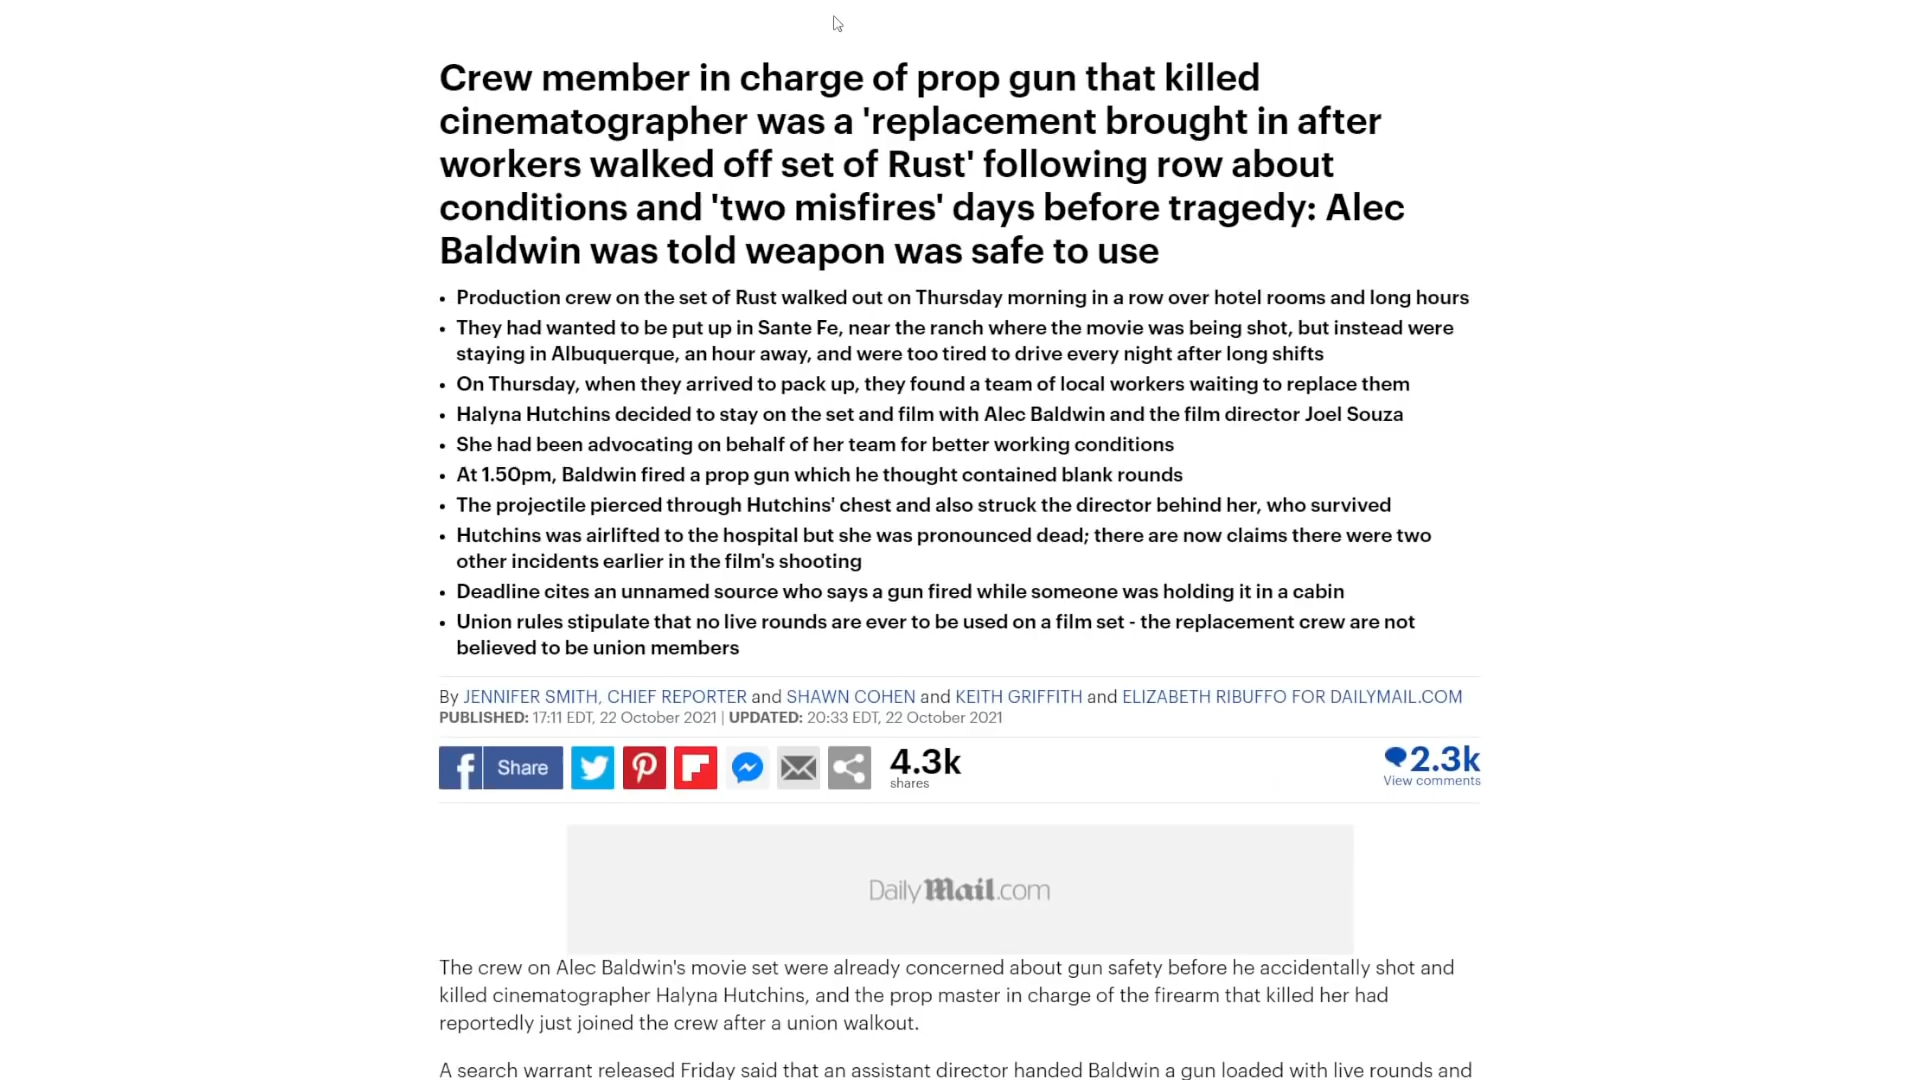 Crew member in charge of prop gun that killed
cinematographer was a 'replacement brought in after
workers walked off set of Rust' following row about
conditions and 'two misfires' days before tragedy: Alec
Baldwin was told weapon was safe to use
• Production crew on the set of Rust walked out on Thursday morning in a row over hotel rooms and long hours
• They had wanted to be put up in Sante Fe, near the ranch where the movie was being shot, but instead were
staying in Albuquerque, an hour away, and were too tired to drive every night after long shifts
• On Thursday, when they arrived to pack up, they found a team of local workers waiting to replace them
• Halyna Hutchins decided to stay on the set and film with Alec Baldwin and the film director Joel Souza
• She had been advocating on behalf of her team for better working conditions
• At 1.50pm, Baldwin fired a prop gun which he thought contained blank rounds
• The projectile pierced through Hutchins' chest and also struck the director behind her, who survived
• Hutchins was airlifted to the hospital but she was pronounced dead; there are now claims there were two
other incidents earlier in the film's shooting
• Deadline cites an unnamed source who says a gun fired while someone was holding it in a cabin
• Union rules stipulate that no live rounds are ever to be used on a film set - the replacement crew are not
believed to be union members
By JENNIFER SMITH, CHIEF REPORTER and SHAWN COHEN and KEITH GRIFFITH and ELIZABETH RIBUFFO FOR DAILYMAIL.COM
PUBLISHED: 17:11 EDT, 22 October 2021 | UPDATED: 20:33 EDT, 22 October 2021
Share
4.3k
shares
2.3k
View comments
DailyMail.com
The crew on Alec Baldwin's movie set were already concerned about gun safety before he accidentally shot and
killed cinematographer Halyna Hutchins, and the prop master in charge of the firearm that killed her had
reportedly just joined the crew after a union walkout.
A search warrant released Friday said that an assistant director handed Baldwin a gun loaded with live rounds and